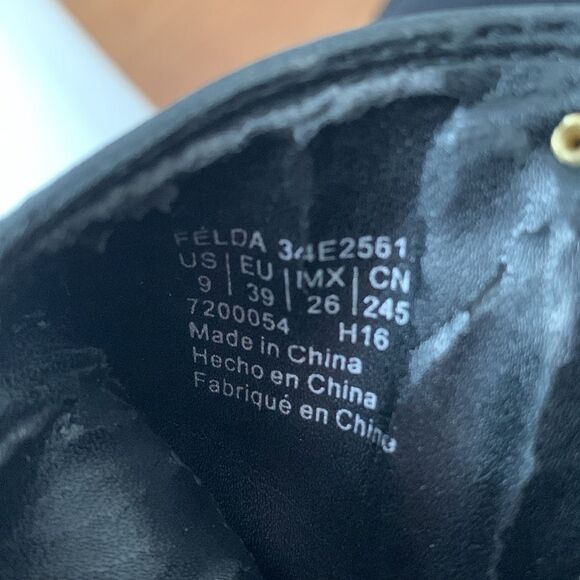 FELDA 34E2561
US | EU | MX | CN
9 | 39 | 26 | 245
7200054 H16
Made in China
Hecho en China
Fabriqué en China